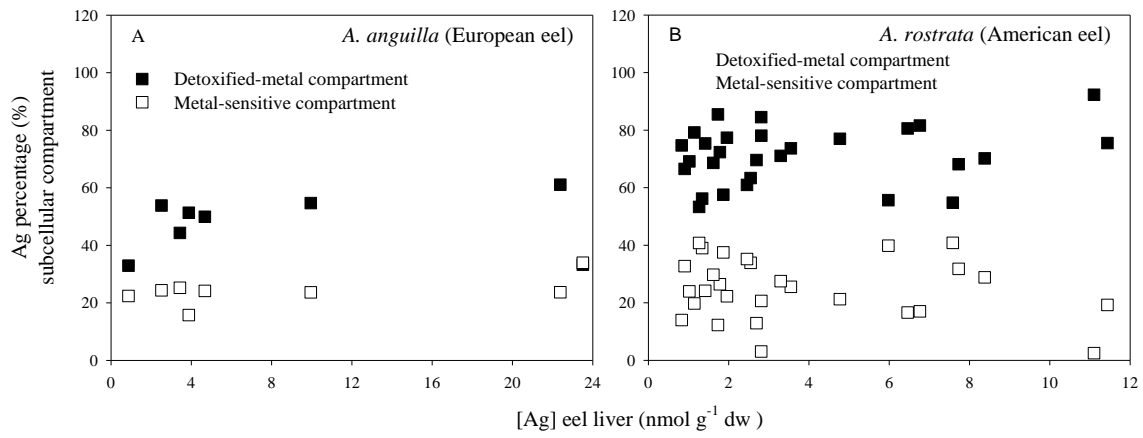 A
A. anguilla (European eel)
Detoxified-metal compartment
Metal-sensitive compartment
Ag percentage (%)
subcellular compartment
120
100
80
60
40
20
0
0 4 8 12 16 20 24
B
A. rostrata (American eel)
Detoxified-metal compartment
Metal-sensitive compartment
120
100
80
60
40
20
0
0 2 4 6 8 10 12
[Ag] eel liver (nmol g-1 dw )